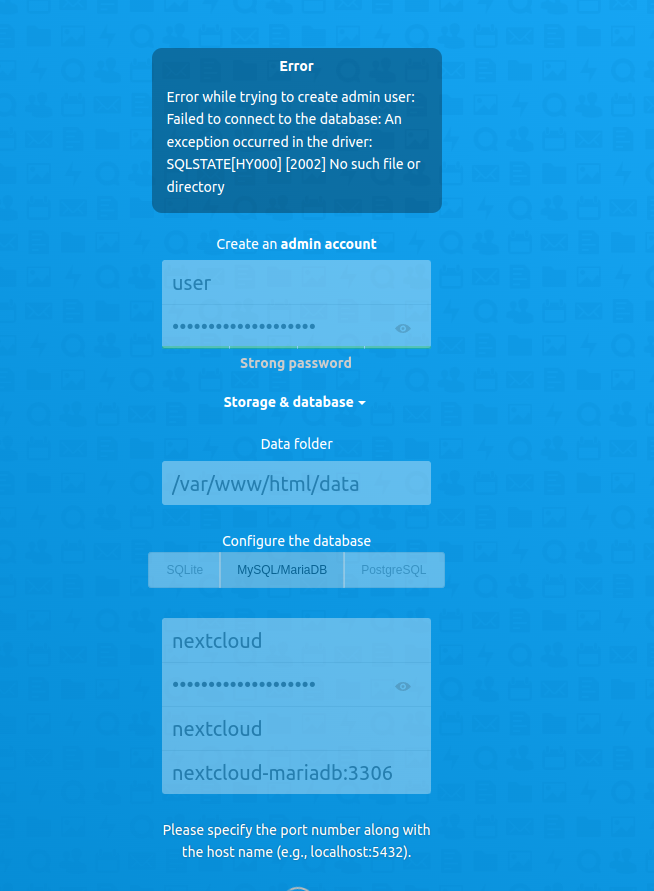 Error
Error while trying to create admin user:
Failed to connect to the database: An
exception occurred in the driver:
SQLSTATE[HY000] [2002] No such file or
directory
Create an admin account
user
••••••••••••••••••••
Strong password
Storage & database
Data folder
/var/www/html/data
Configure the database
SQLite MySQL/MariaDB PostgreSQL
nextcloud
••••••••••••••••••••
nextcloud
nextcloud-mariadb:3306
Please specify the port number along with
the host name (e.g., localhost:5432).